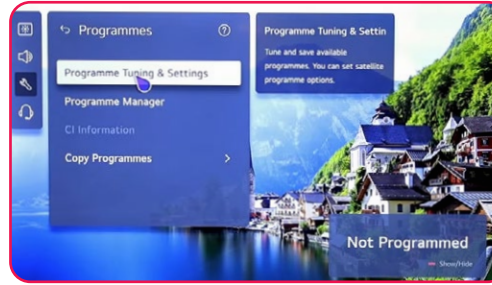 Programmes
Programme Tuning & Settings
Programme Manager
CI Information
Copy Programmes
Programme Tuning & Settin
Tune and save available
programmes. You can set satellite
programme options.
Not Programmed
Show/Hide